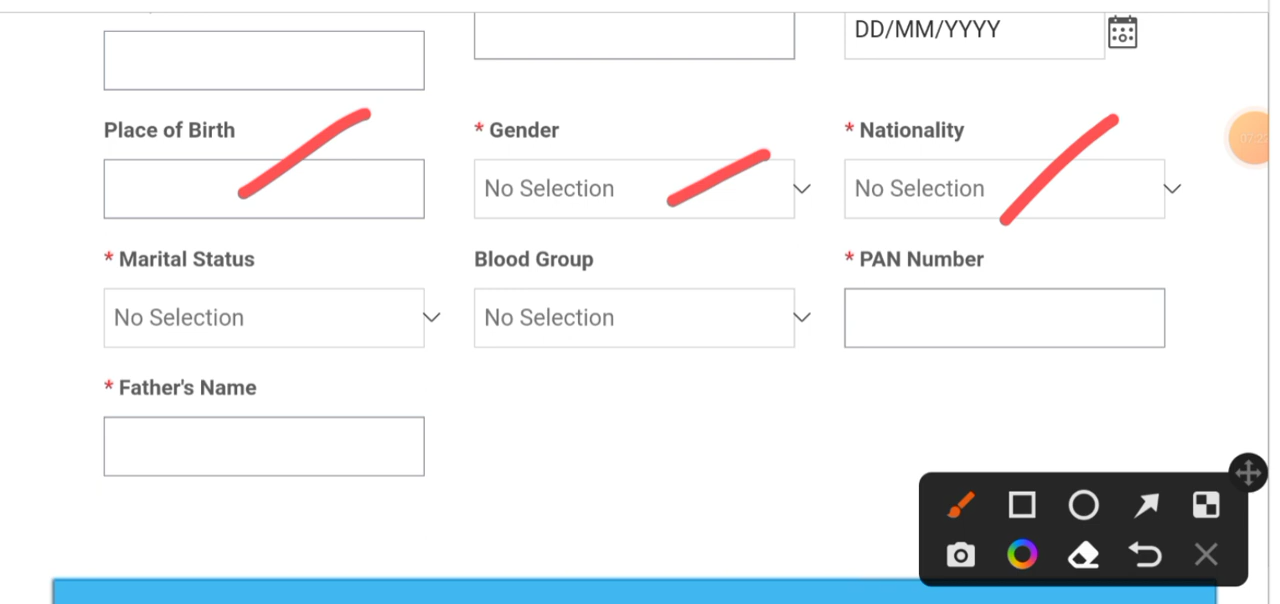 DD/MM/YYYY
Place of Birth
* Gender
* Nationality
No Selection
No Selection
* Marital Status
Blood Group
* PAN Number
No Selection
No Selection
* Father's Name